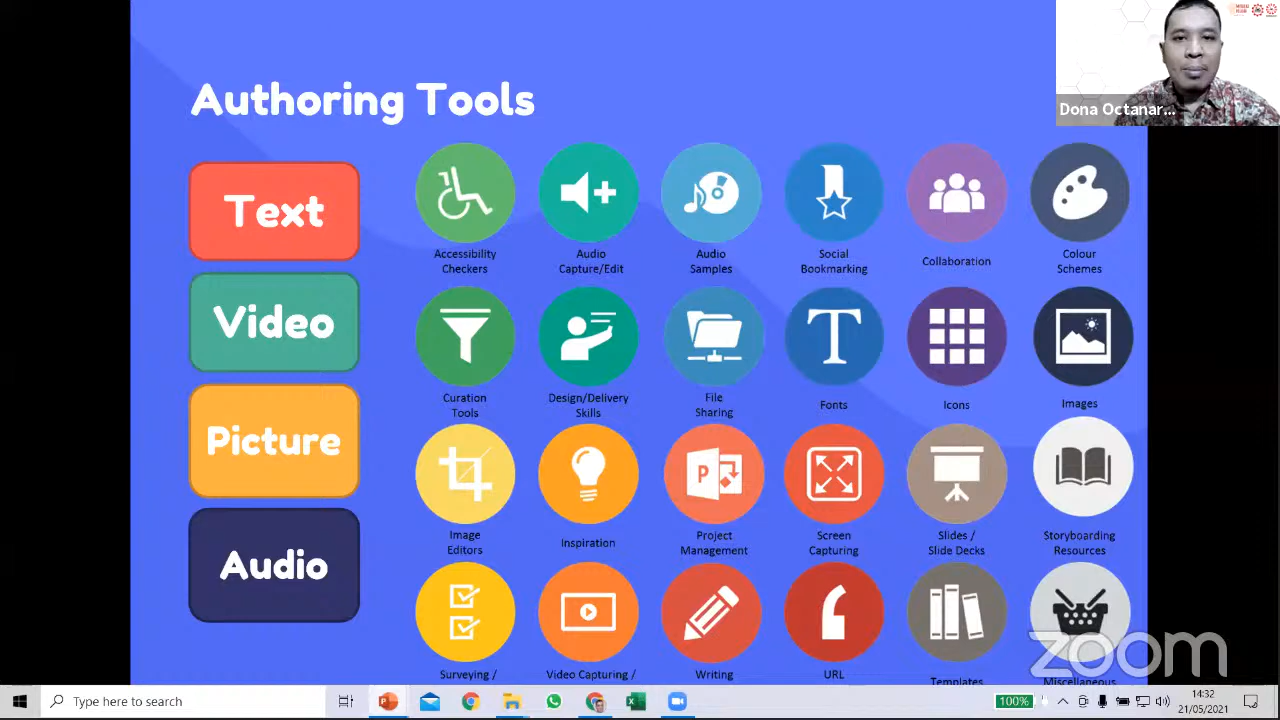 Authoring Tools
Dona Octanar...
Text
Video
Picture
Audio
Accessibility
Checkers
Audio
Capture/Edit
Audio
Samples
Social
Bookmarking
Collaboration
Colour
Schemes
Curation
Tools
Design/Delivery
Skills
File
Sharing
T
Fonts
Icons
Images
Image
Editors
Inspiration
P
Project
Management
Screen
Capturing
Slides /
Slide Decks
Storyboarding
Resources
Surveying /
Video Capturing /
Writing
URL
Templates
Miscellaneous
zoom
Type here to search
100%
14:32
21/05/2021